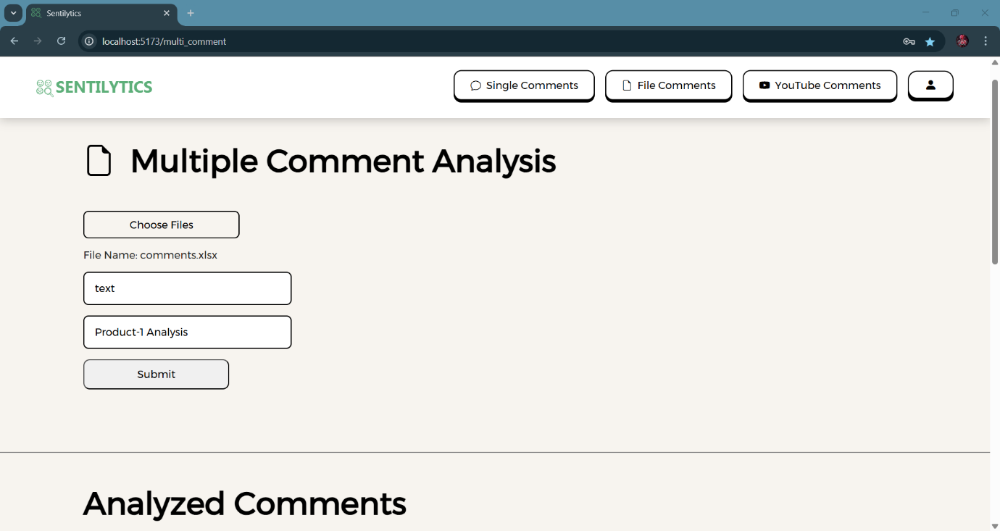 Sentilytics
localhost:5173/multi_comment
SENTILYTICS
Single Comments
File Comments
YouTube Comments
Multiple Comment Analysis
Choose Files
File Name: comments.xlsx
text
Product-1 Analysis
Submit
Analyzed Comments